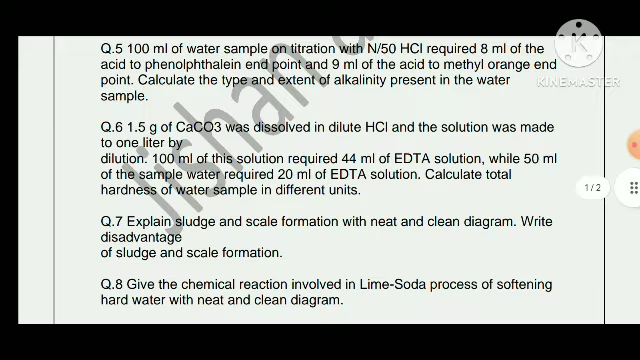 Q.5 100 ml of water sample on titration with N/50 HCl required 8 ml of the
acid to phenolphthalein end point and 9 ml of the acid to methyl orange end
point. Calculate the type and extent of alkalinity present in the water
sample.
Q.6 1.5 g of CaCO3 was dissolved in dilute HCl and the solution was made
to one liter by
dilution. 100 ml of this solution required 44 ml of EDTA solution, while 50 ml
of the sample water required 20 ml of EDTA solution. Calculate total
hardness of water sample in different units.
Q.7 Explain sludge and scale formation with neat and clean diagram. Write
disadvantage
of sludge and scale formation.
Q.8 Give the chemical reaction involved in Lime-Soda process of softening
hard water with neat and clean diagram.
K
KINEMASTER
1/2